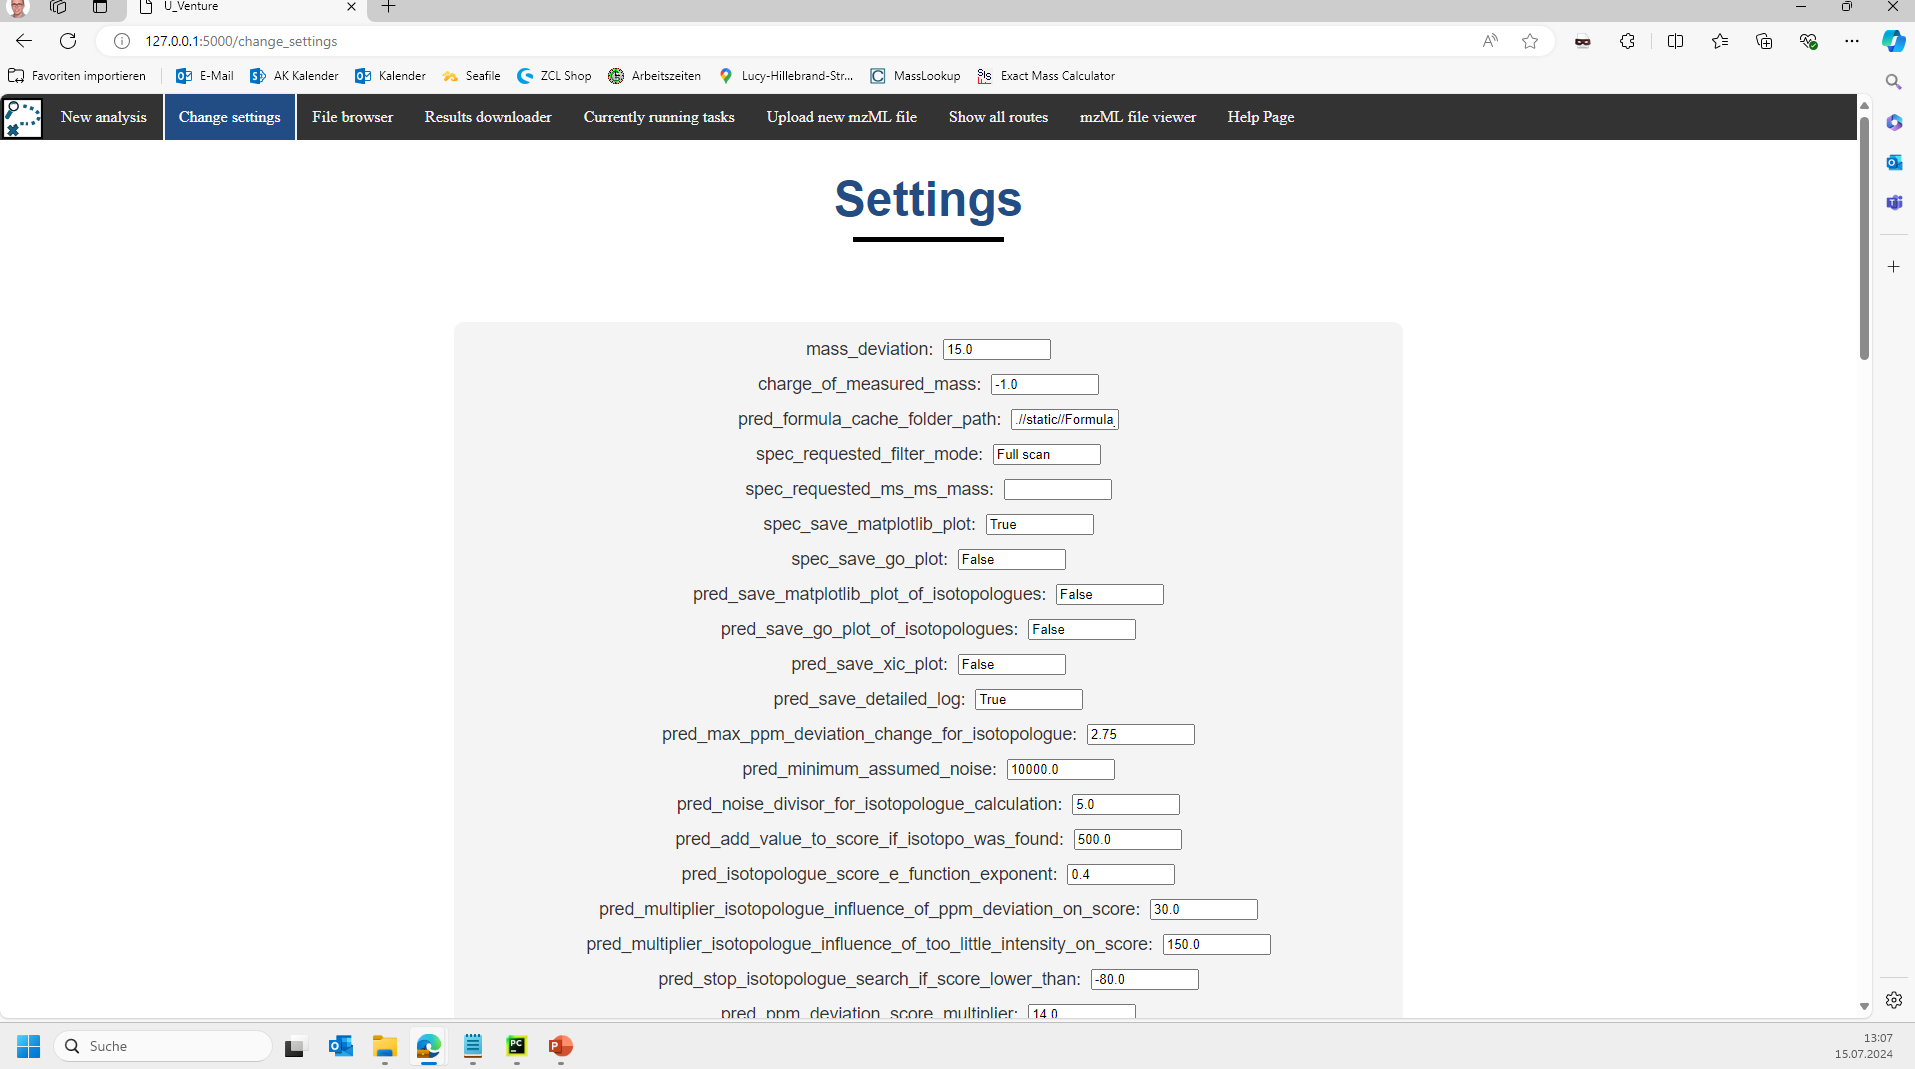 U_Venture
127.0.0.1:5000/change_settings
Favoriten importieren E-Mail AK Kalender Kalender Seafile ZCL Shop Arbeitszeiten Lucy-Hillebrand-Str... MassLookup Exact Mass Calculator
New analysis Change settings File browser Results downloader Currently running tasks Upload new mzML file Show all routes mzML file viewer Help Page
Settings
mass_deviation: 15.0
charge_of_measured_mass: -1.0
pred_formula_cache_folder_path: .//static//Formula_
spec_requested_filter_mode: Full scan
spec_requested_ms_ms_mass:
spec_save_matplotlib_plot: True
spec_save_go_plot: False
pred_save_matplotlib_plot_of_isotopologues: False
pred_save_go_plot_of_isotopologues: False
pred_save_xic_plot: False
pred_save_detailed_log: True
pred_max_ppm_deviation_change_for_isotopologue: 2.75
pred_minimum_assumed_noise: 10000.0
pred_noise_divisor_for_isotopologue_calculation: 5.0
pred_add_value_to_score_if_isotopo_was_found: 500.0
pred_isotopologue_score_e_function_exponent: 0.4
pred_multiplier_isotopologue_influence_of_ppm_deviation_on_score: 30.0
pred_multiplier_isotopologue_influence_of_too_little_intensity_on_score: 150.0
pred_stop_isotopologue_search_if_score_lower_than: -80.0
pred_ppm_deviation_score_multiplier: 14.0
Suche
13:07
15.07.2024